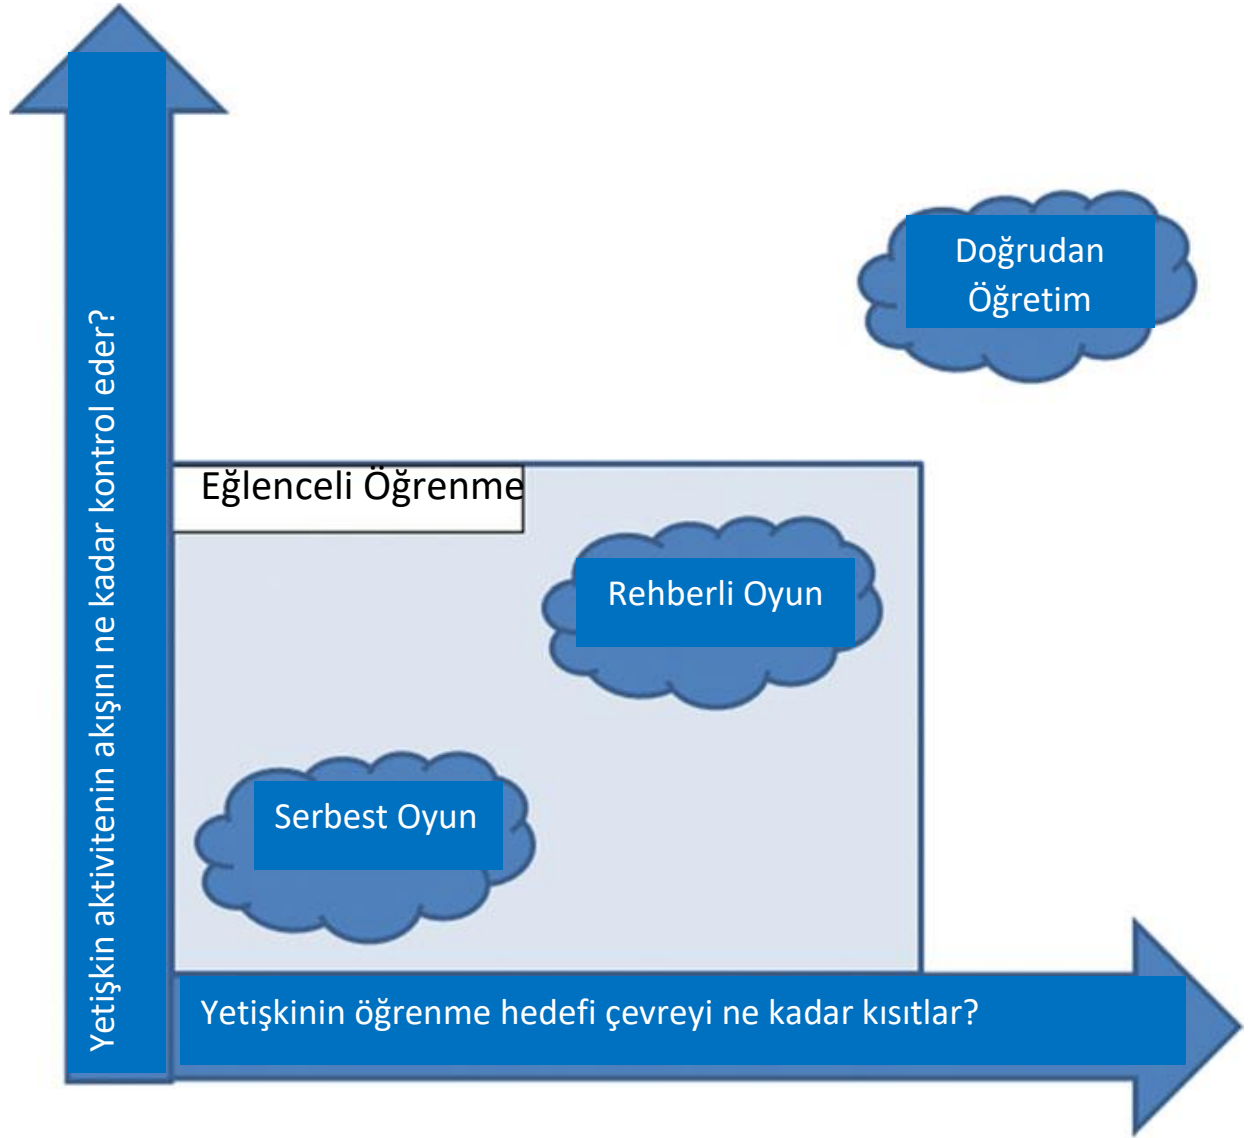 Yetişkin aktivitenin akışını ne kadar kontrol eder?
Doğrudan
Öğretim
Eğlenceli Öğrenme
Rehberli Oyun
Serbest Oyun
Yetişkinin öğrenme hedefi çevreyi ne kadar kısıtlar?